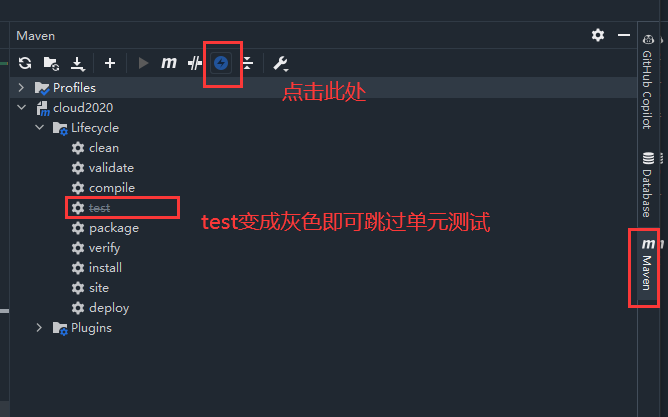 Maven
m
点击此处
Profiles
cloud2020
Lifecycle
clean
validate
compile
test
test变成灰色即可跳过单元测试
package
verify
install
site
deploy
Plugins
GitHub Copilot
Database
m
Maven